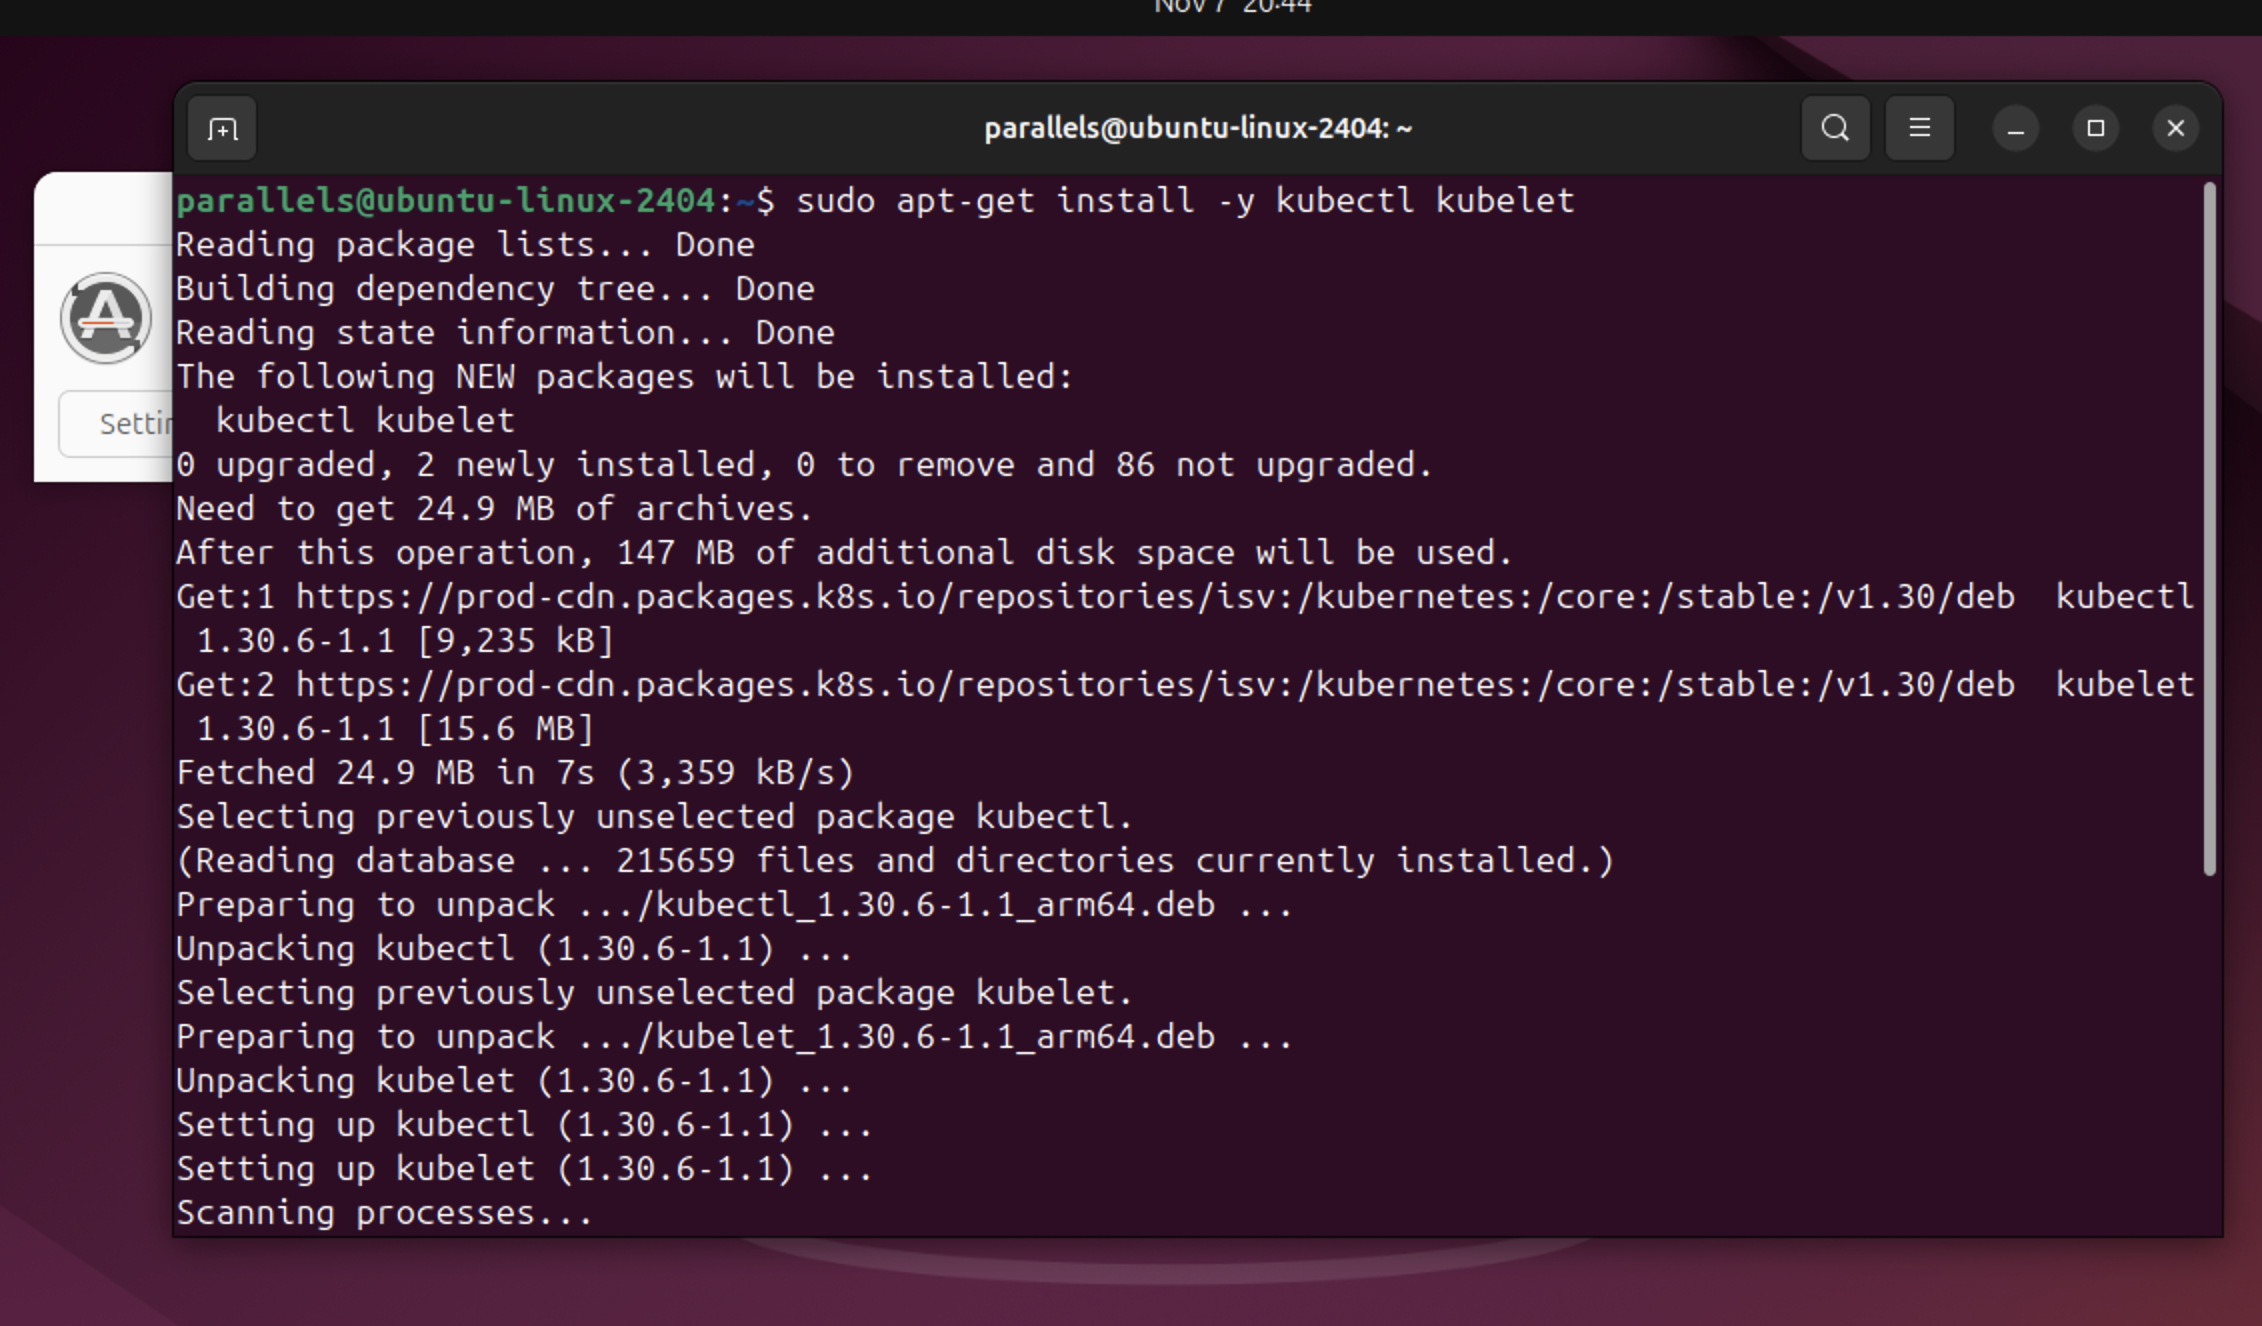 Nov 7 20:44
parallels@ubuntu-linux-2404: ~
parallels@ubuntu-linux-2404:~$ sudo apt-get install -y kubectl kubelet
Reading package lists... Done
Building dependency tree... Done
Reading state information... Done
The following NEW packages will be installed:
  kubectl kubelet
0 upgraded, 2 newly installed, 0 to remove and 86 not upgraded.
Need to get 24.9 MB of archives.
After this operation, 147 MB of additional disk space will be used.
Get:1 https://prod-cdn.packages.k8s.io/repositories/isv:/kubernetes:/core:/stable:/v1.30/deb  kubectl
 1.30.6-1.1 [9,235 kB]
Get:2 https://prod-cdn.packages.k8s.io/repositories/isv:/kubernetes:/core:/stable:/v1.30/deb  kubelet
 1.30.6-1.1 [15.6 MB]
Fetched 24.9 MB in 7s (3,359 kB/s)
Selecting previously unselected package kubectl.
(Reading database ... 215659 files and directories currently installed.)
Preparing to unpack .../kubectl_1.30.6-1.1_arm64.deb ...
Unpacking kubectl (1.30.6-1.1) ...
Selecting previously unselected package kubelet.
Preparing to unpack .../kubelet_1.30.6-1.1_arm64.deb ...
Unpacking kubelet (1.30.6-1.1) ...
Setting up kubectl (1.30.6-1.1) ...
Setting up kubelet (1.30.6-1.1) ...
Scanning processes...
A
Settin